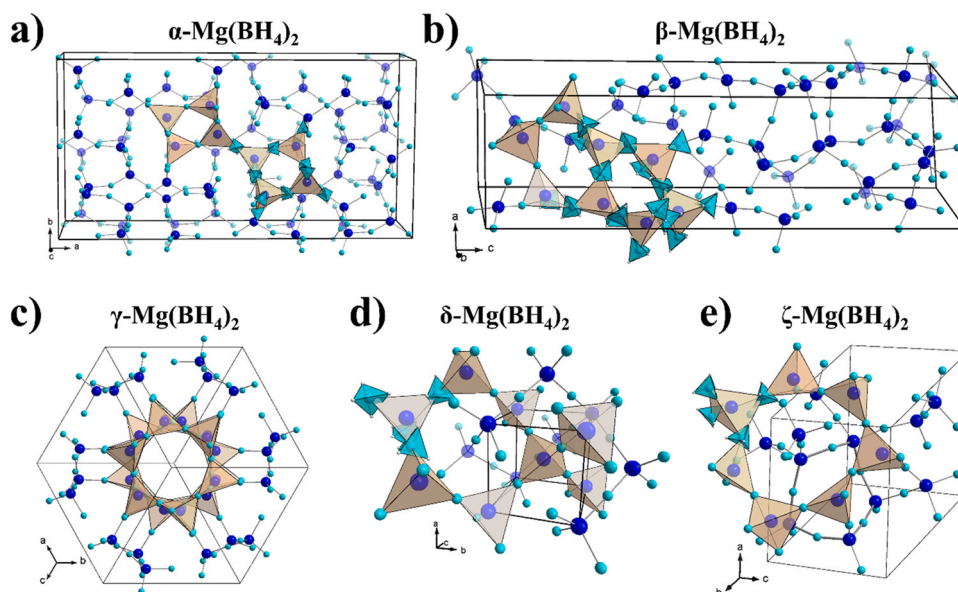 a)
α-Mg(BH₄)₂
b
c
a
b)
β-Mg(BH₄)₂
a
b
c
c)
γ-Mg(BH₄)₂
a
b
c
d)
δ-Mg(BH₄)₂
a
c
b
e)
ζ-Mg(BH₄)₂
a
b
c